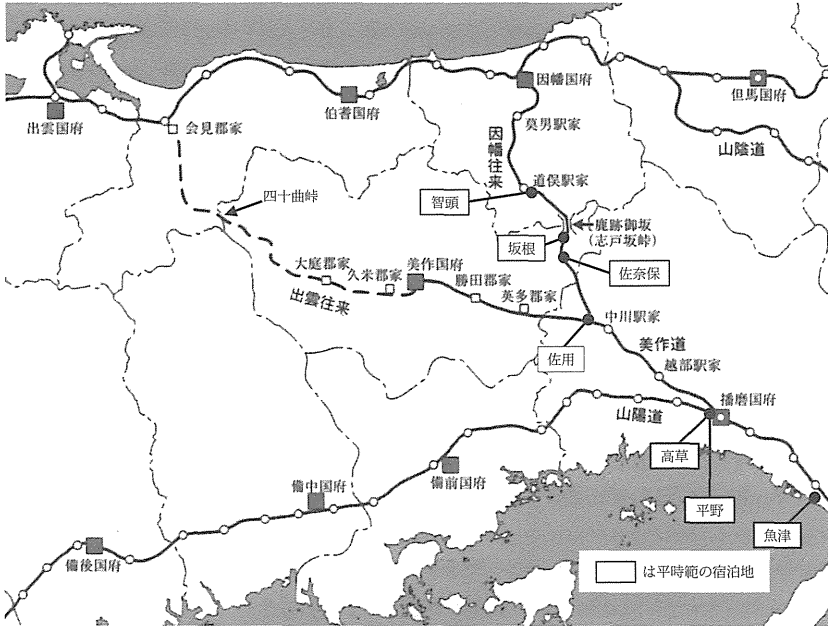 因幡国府
但馬国府
伯耆国府
出雲国府
会見郡家
莫男駅家
因幡往来
山陰道
道俣駅家
智頭
四十曲峠
鹿跡御坂
(志戸坂峠)
坂根
佐奈保
大庭郡家
久米郡家
美作国府
勝田郡家
英多郡家
出雲往来
中川駅家
美作道
佐用
越部駅家
播磨国府
山陽道
高草
備前国府
備中国府
平野
魚津
備後国府
は平時範の宿泊地